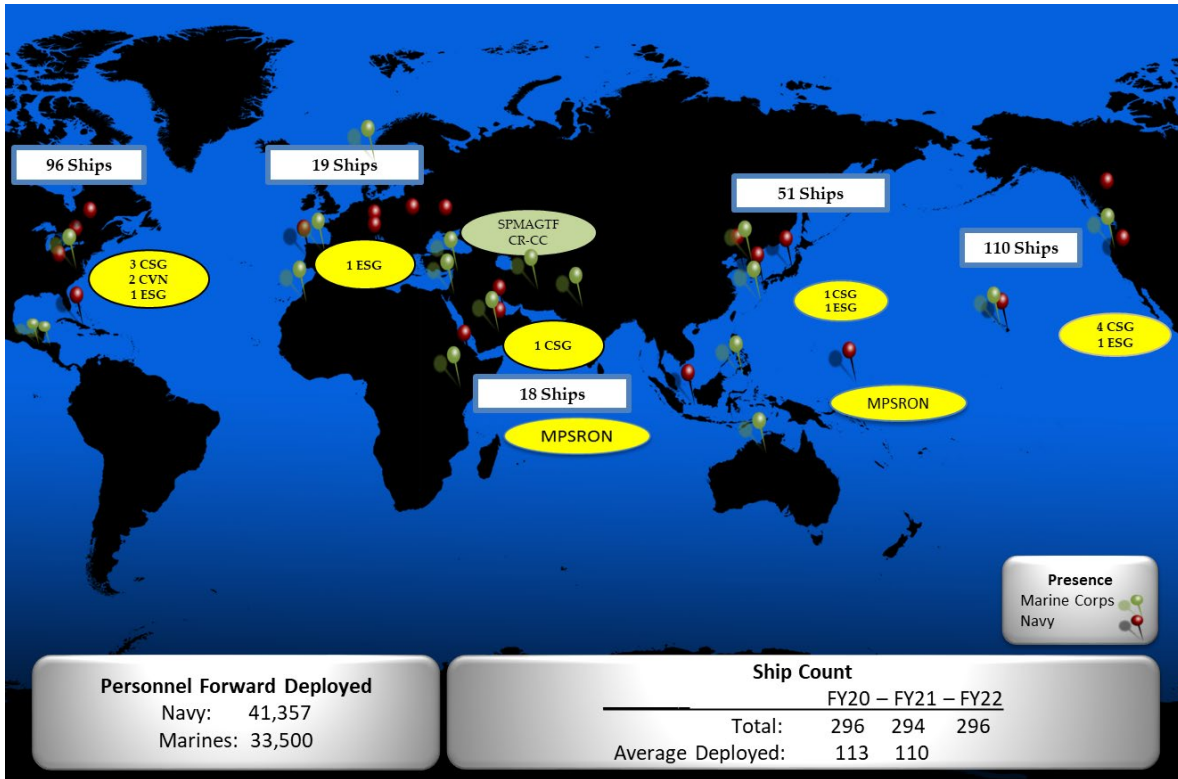 96 Ships
19 Ships
51 Ships
110 Ships
SPMAGTF
CR-CC
3 CSG
2 CVN
1 ESG
1 ESG
1 CSG
1 ESG
4 CSG
1 ESG
1 CSG
18 Ships
MPSRON
MPSRON
Presence
Marine Corps
Navy
Personnel Forward Deployed
Navy: 41,357
Marines: 33,500
Ship Count
FY20 – FY21 – FY22
Total: 296 294 296
Average Deployed: 113 110